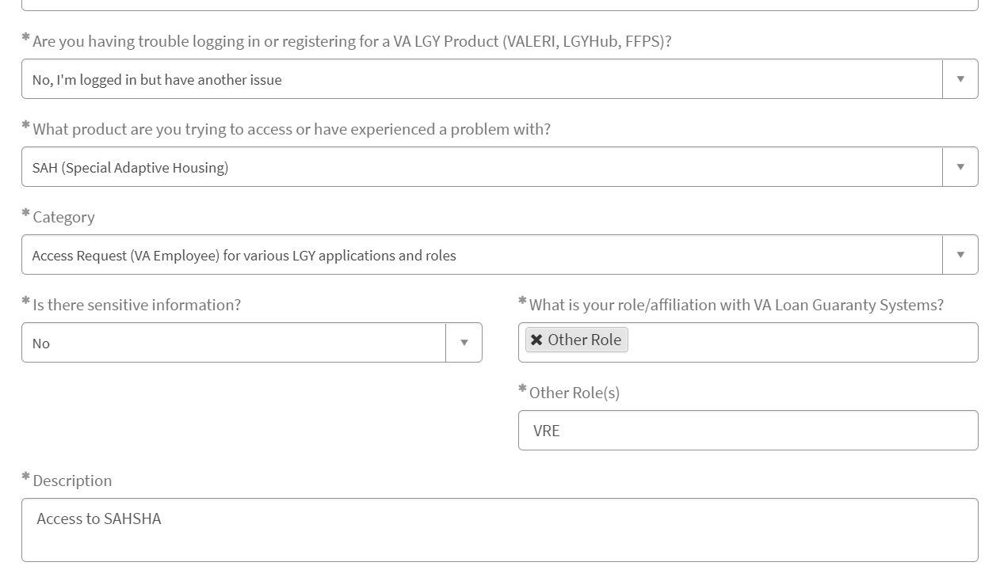 * Are you having trouble logging in or registering for a VA LGY Product (VALERI, LGYHub, FFPS)?
No, I'm logged in but have another issue
* What product are you trying to access or have experienced a problem with?
SAH (Special Adaptive Housing)
* Category
Access Request (VA Employee) for various LGY applications and roles
* Is there sensitive information?
No
* What is your role/affiliation with VA Loan Guaranty Systems?
✖ Other Role
* Other Role(s)
VRE
* Description
Access to SAHSHA